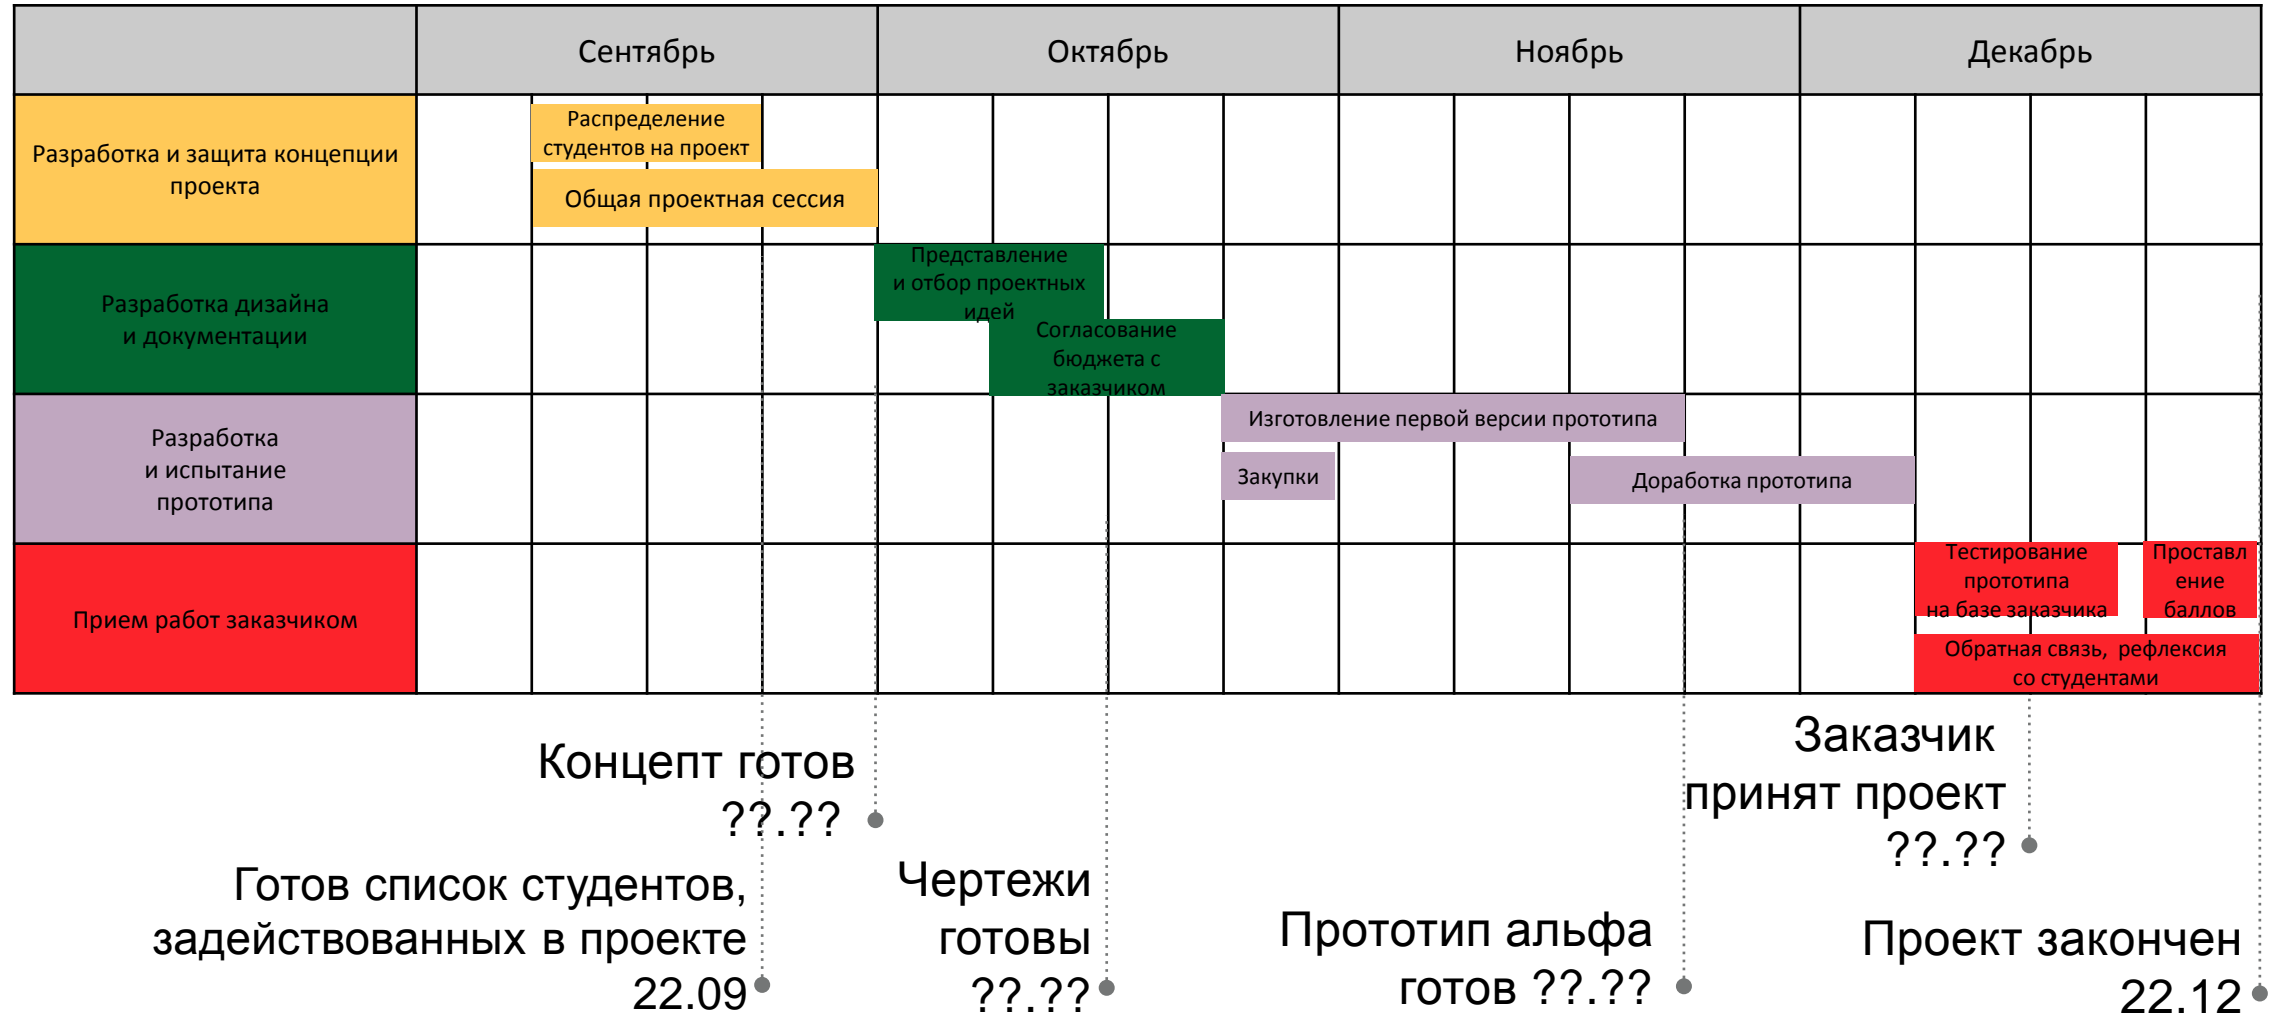 Сентябрь
Октябрь
Ноябрь
Декабрь
Разработка и защита концепции
проекта
Распределение
студентов на проект
Общая проектная сессия
Разработка дизайна
и документации
Представление
и отбор проектных
идей
Согласование
бюджета с
заказчиком
Разработка
и испытание
прототипа
Изготовление первой версии прототипа
Закупки
Доработка прототипа
Прием работ заказчиком
Тестирование
прототипа
на базе заказчика
Проставл
ение
баллов
Обратная связь, рефлексия
со студентами
Концепт готов
??.??
Готов список студентов,
задействованных в проекте
22.09
Чертежи
готовы
??.??
Прототип альфа
готов ??.??
Заказчик
принят проект
??.??
Проект закончен
22.12